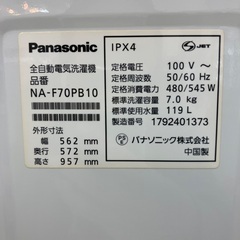 Panasonic
全自動電気洗濯機
品番
NA-F70PB10
外形寸法
幅 562 mm
奥行 572 mm
高さ 957 mm
IPX4
S JET
定格電圧 100 V～
定格周波数 50/60 Hz
定格消費電力 480/545 W
標準洗濯容量 7.0 kg
標準水量 119 L
製造番号 1792401373
パナソニック株式会社
中国製